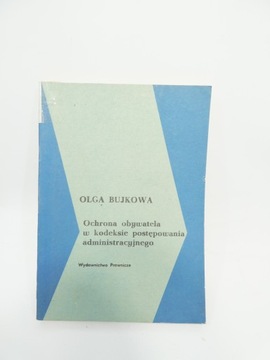 OLGA BUJKOWA
Ochrona obywatela
w kodeksie postępowania
administracyjnego
Wydawnictwo Prawnicze